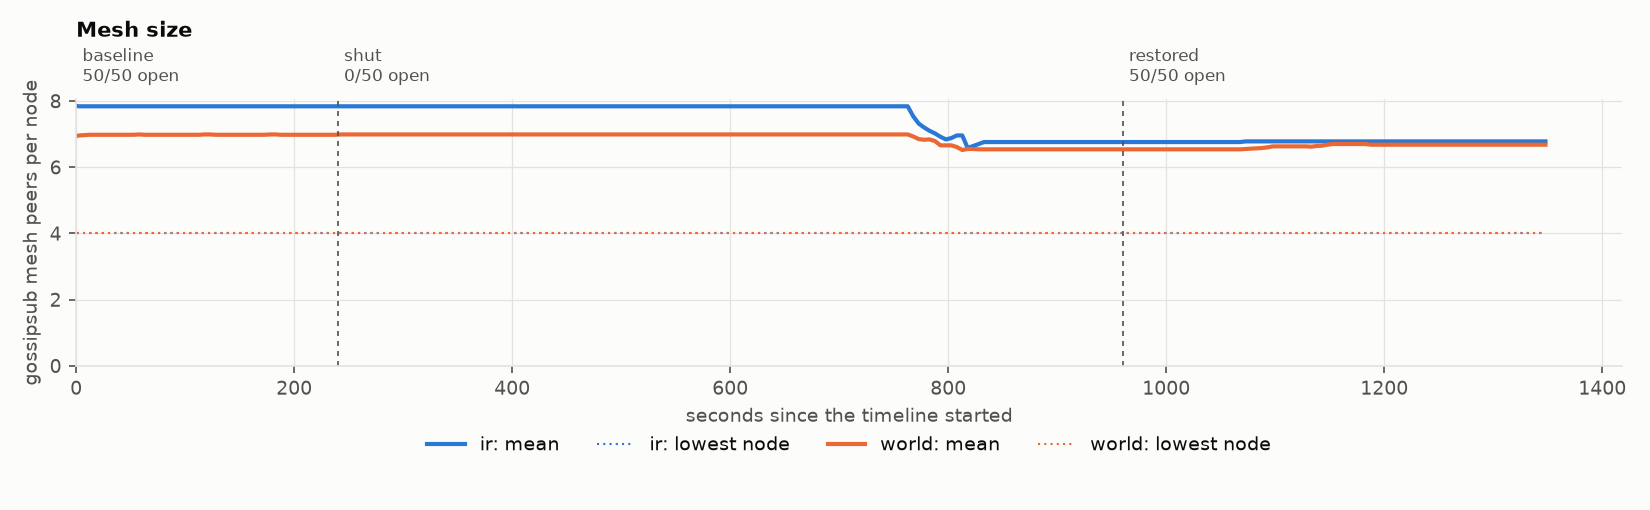 Mesh size
baseline
50/50 open
shut
0/50 open
restored
50/50 open
gossipsub mesh peers per node
8
6
4
2
0
0 200 400 600 800 1000 1200 1400
seconds since the timeline started
ir: mean ir: lowest node world: mean world: lowest node